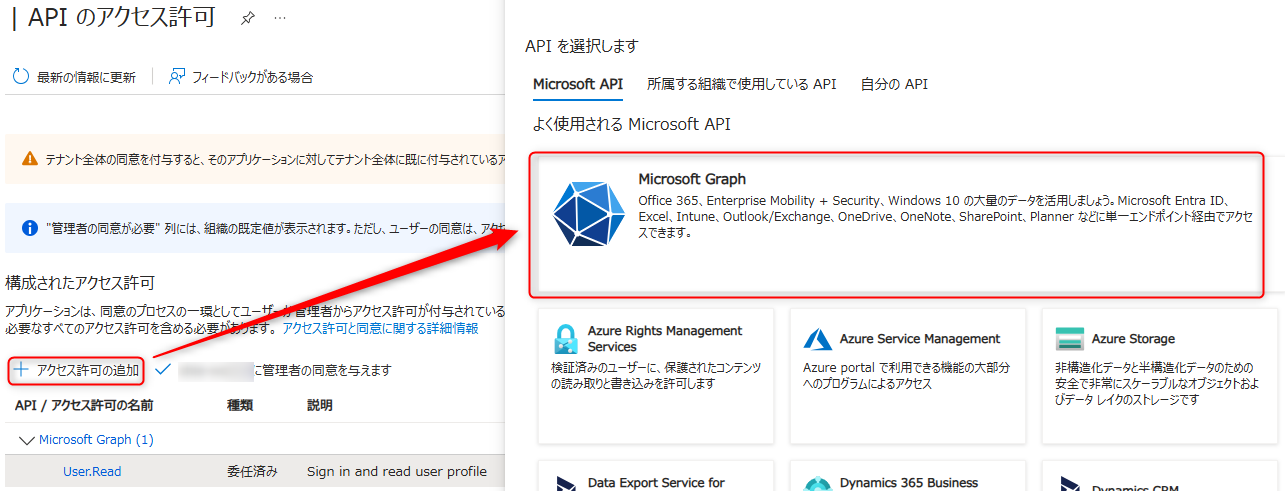 | API のアクセス許可
最新の情報に更新
フィードバックがある場合
テナント全体の同意を付与すると、そのアプリケーションに対してテナント全体に既に付与されているア
"管理者の同意が必要" 列には、組織の既定値が表示されます。ただし、ユーザーの同意は、アクセ
構成されたアクセス許可
アプリケーションは、同意のプロセスの一環としてユーザーが管理者からアクセス許可が付与されている
必要なすべてのアクセス許可を含める必要があります。 アクセス許可と同意に関する詳細情報
アクセス許可の追加
に管理者の同意を与えます
API / アクセス許可の名前 種類 説明
Microsoft Graph (1)
User.Read 委任済み Sign in and read user profile
API を選択します
Microsoft API 所属する組織で使用している API 自分の API
よく使用される Microsoft API
Microsoft Graph
Office 365、Enterprise Mobility + Security、Windows 10 の大量のデータを活用しましょう。Microsoft Entra ID、
Excel、Intune、Outlook/Exchange、OneDrive、OneNote、SharePoint、Planner などに単一エンドポイント経由でアクセ
スできます。
Azure Rights Management
Services
検証済みのユーザーに、保護されたコンテンツ
の読み取りと書き込みを許可します
Azure Service Management
Azure portal で利用できる機能の大部分
へのプログラムによるアクセス
Azure Storage
非構造化データと半構造化データのための
安全で非常にスケーラブルなオブジェクトおよ
びデータ レイクのストレージです
Data Export Service for
Dynamics 365 Business
Dynamics CRM